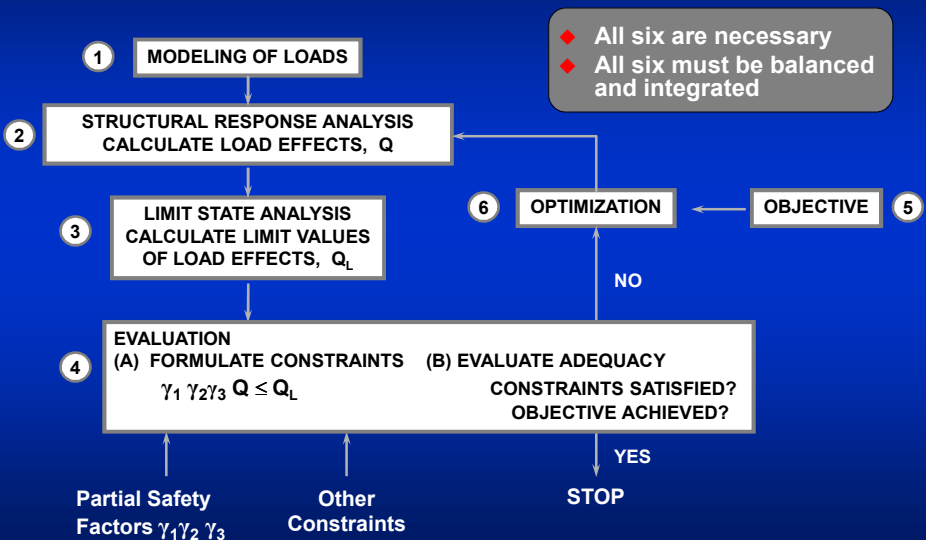 ◆ All six are necessary
◆ All six must be balanced
and integrated
1
MODELING OF LOADS
2
STRUCTURAL RESPONSE ANALYSIS
CALCULATE LOAD EFFECTS, Q
3
LIMIT STATE ANALYSIS
CALCULATE LIMIT VALUES
OF LOAD EFFECTS, Q_L
6
OPTIMIZATION
OBJECTIVE
5
NO
4
EVALUATION
(A) FORMULATE CONSTRAINTS
γ₁ γ₂γ₃ Q ≤ Q_L
(B) EVALUATE ADEQUACY
CONSTRAINTS SATISFIED?
OBJECTIVE ACHIEVED?
YES
STOP
Partial Safety
Factors γ₁γ₂ γ₃
Other
Constraints